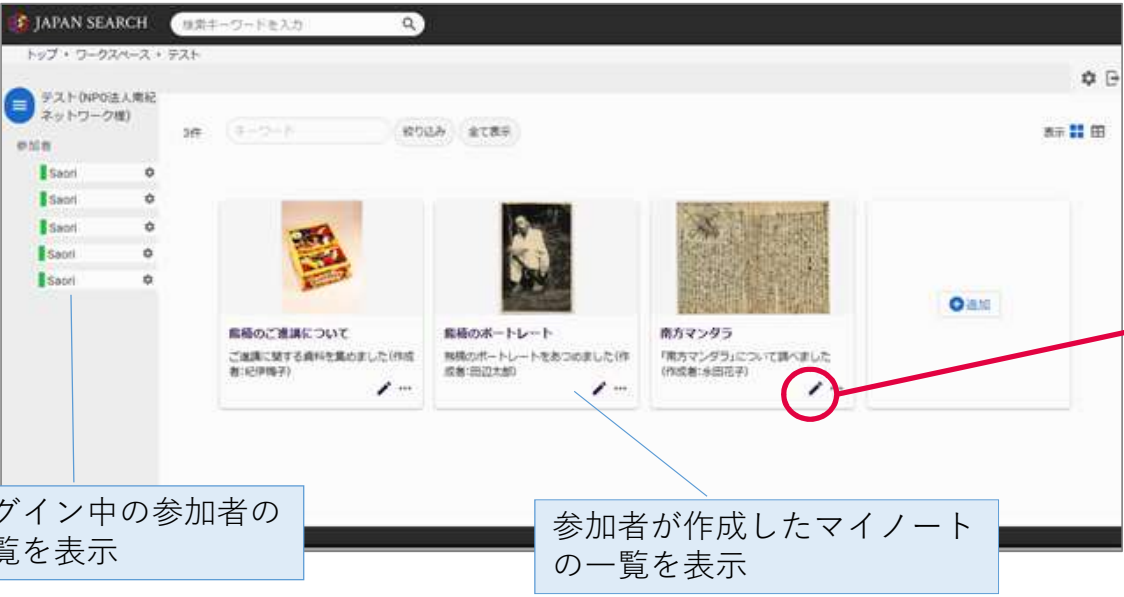 JAPAN SEARCH
検索キーワードを入力
トップ・ワークスペース・テスト
テスト(NPO法人南紀
ネットワーク様)
参加者
Saori
Saori
Saori
Saori
Saori
3件
キーワード
絞り込み
全て表示
表示
熊楠のご進講について
ご進講に関する資料を集めました(作成
者:紀伊鴨子)
熊楠のポートレート
熊楠のポートレートをあつめました(作
成者:田辺太郎)
南方マンダラ
「南方マンダラ」について調べました
(作成者:永田花子)
追加
グイン中の参加者の
覧を表示
参加者が作成したマイノート
の一覧を表示